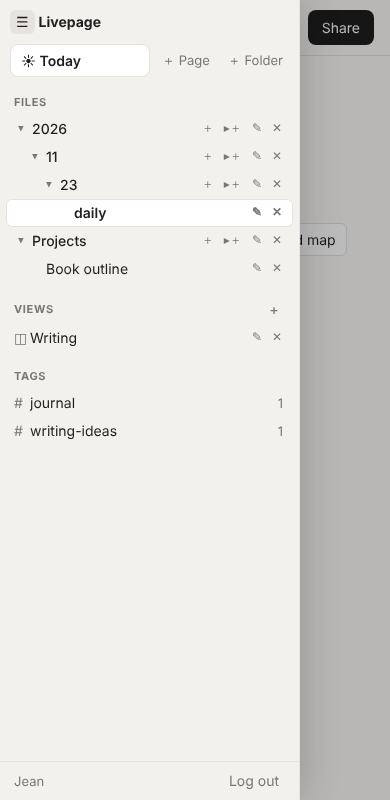 Livepage
Share
Today
+ Page
+ Folder
FILES
2026
11
23
daily
Projects
d map
Book outline
VIEWS
Writing
TAGS
# journal 1
# writing-ideas 1
Jean
Log out